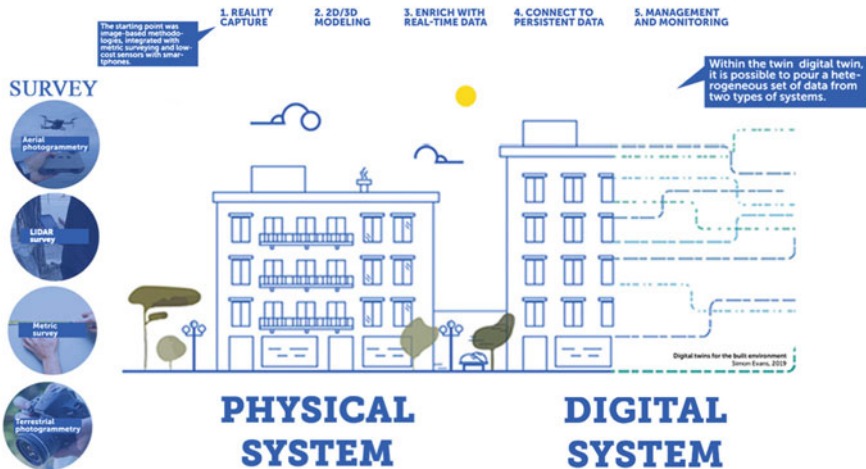 1. REALITY
CAPTURE
2. 2D/3D
MODELING
3. ENRICH WITH
REAL-TIME DATA
4. CONNECT TO
PERSISTENT DATA
5. MANAGEMENT
AND MONITORING
The starting point was
image-based methodo-
logies, integrated with
metric surveying and low-
cost sensors with smar-
tphones.
Within the twin digital twin,
it is possible to pour a hete-
rogeneous set of data from
two types of systems.
SURVEY
Aerial
photogrammetry
LIDAR
survey
Metric
survey
Terrestrial
photogrammetry
Digital twins for the built environment
Simon Evans, 2019
PHYSICAL
SYSTEM
DIGITAL
SYSTEM